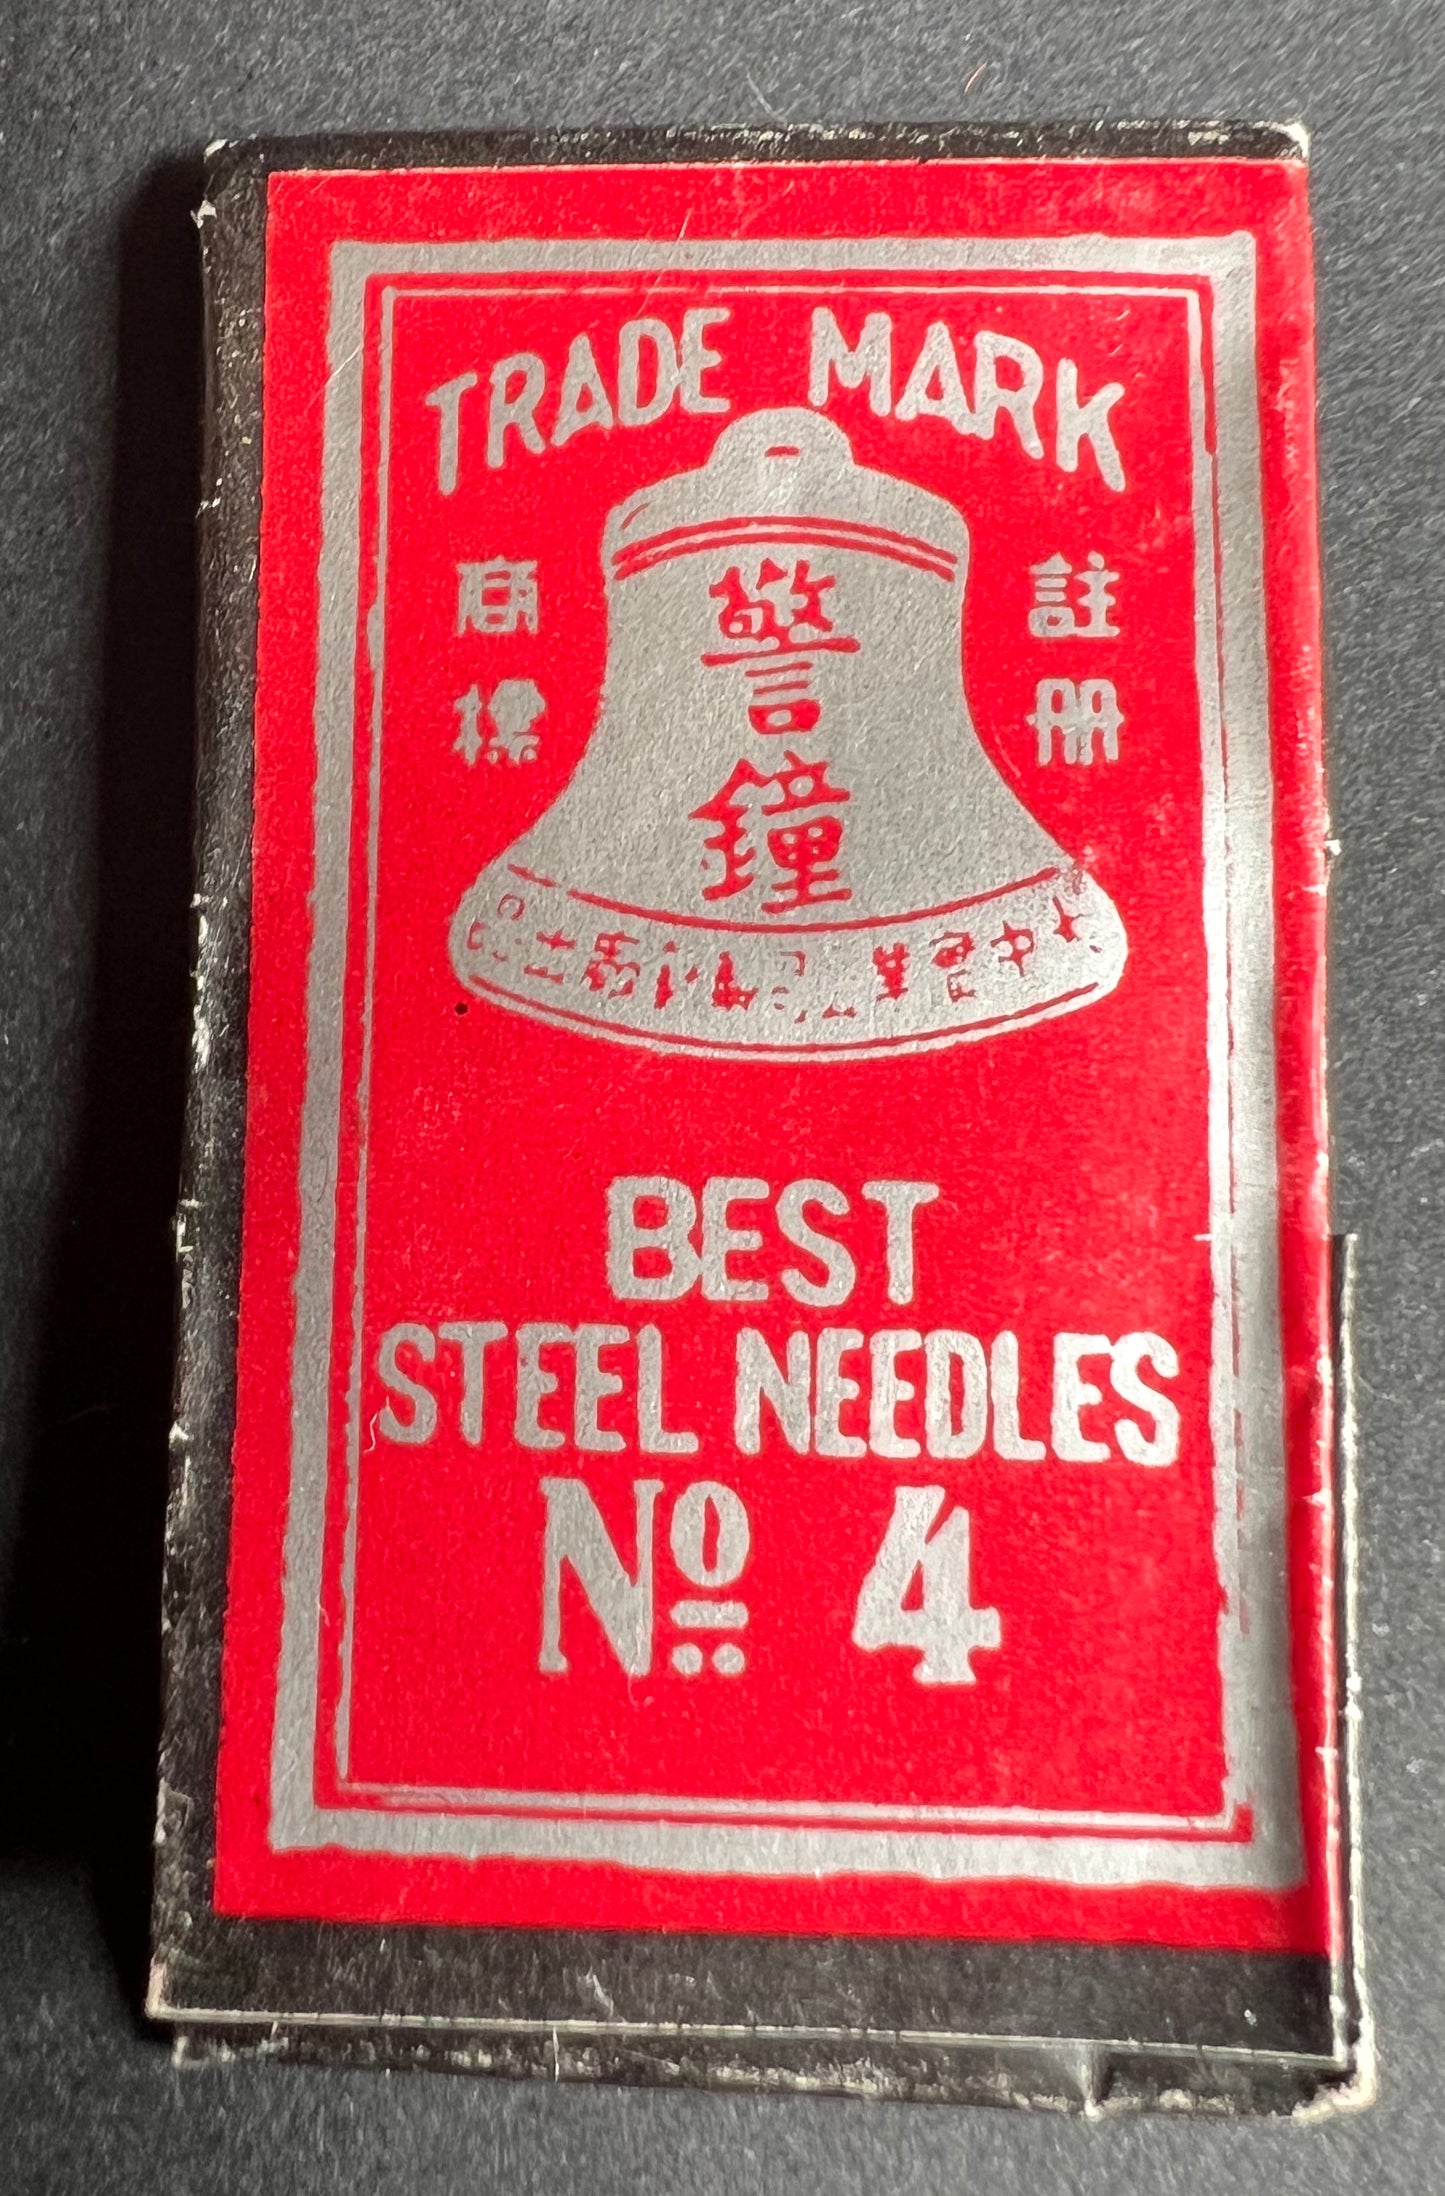 TRADE MARK
註冊
商標
警鐘
BEST
STEEL NEEDLES
Nº 4